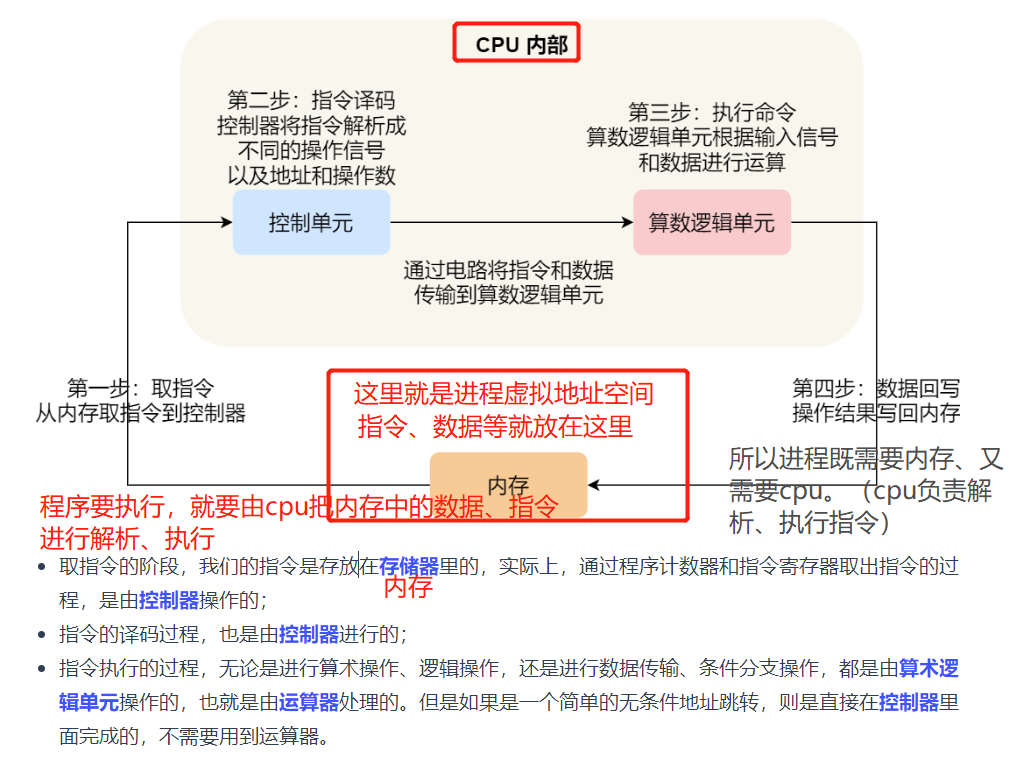 CPU 内部
第二步：指令译码
控制器将指令解析成
不同的操作信号
以及地址和操作数
第三步：执行命令
算数逻辑单元根据输入信号
和数据进行运算
控制单元
算数逻辑单元
通过电路将指令和数据
传输到算数逻辑单元
第一步：取指令
从内存取指令到控制器
这里就是进程虚拟地址空间
指令、数据等就放在这里
第四步：数据回写
操作结果写回内存
内存
所以进程既需要内存、又
需要cpu。（cpu负责解
析、执行指令）
程序要执行，就要由cpu把内存中的数据、指令
进行解析、执行
取指令的阶段，我们的指令是存放在存储器里的，实际上，通过程序计数器和指令寄存器取出指令的过
内存
程，是由控制器操作的；
指令的译码过程，也是由控制器进行的；
指令执行的过程，无论是进行算术操作、逻辑操作，还是进行数据传输、条件分支操作，都是由算术逻
辑单元操作的，也就是由运算器处理的。但是如果是一个简单的无条件地址跳转，则是直接在控制器里
面完成的，不需要用到运算器。